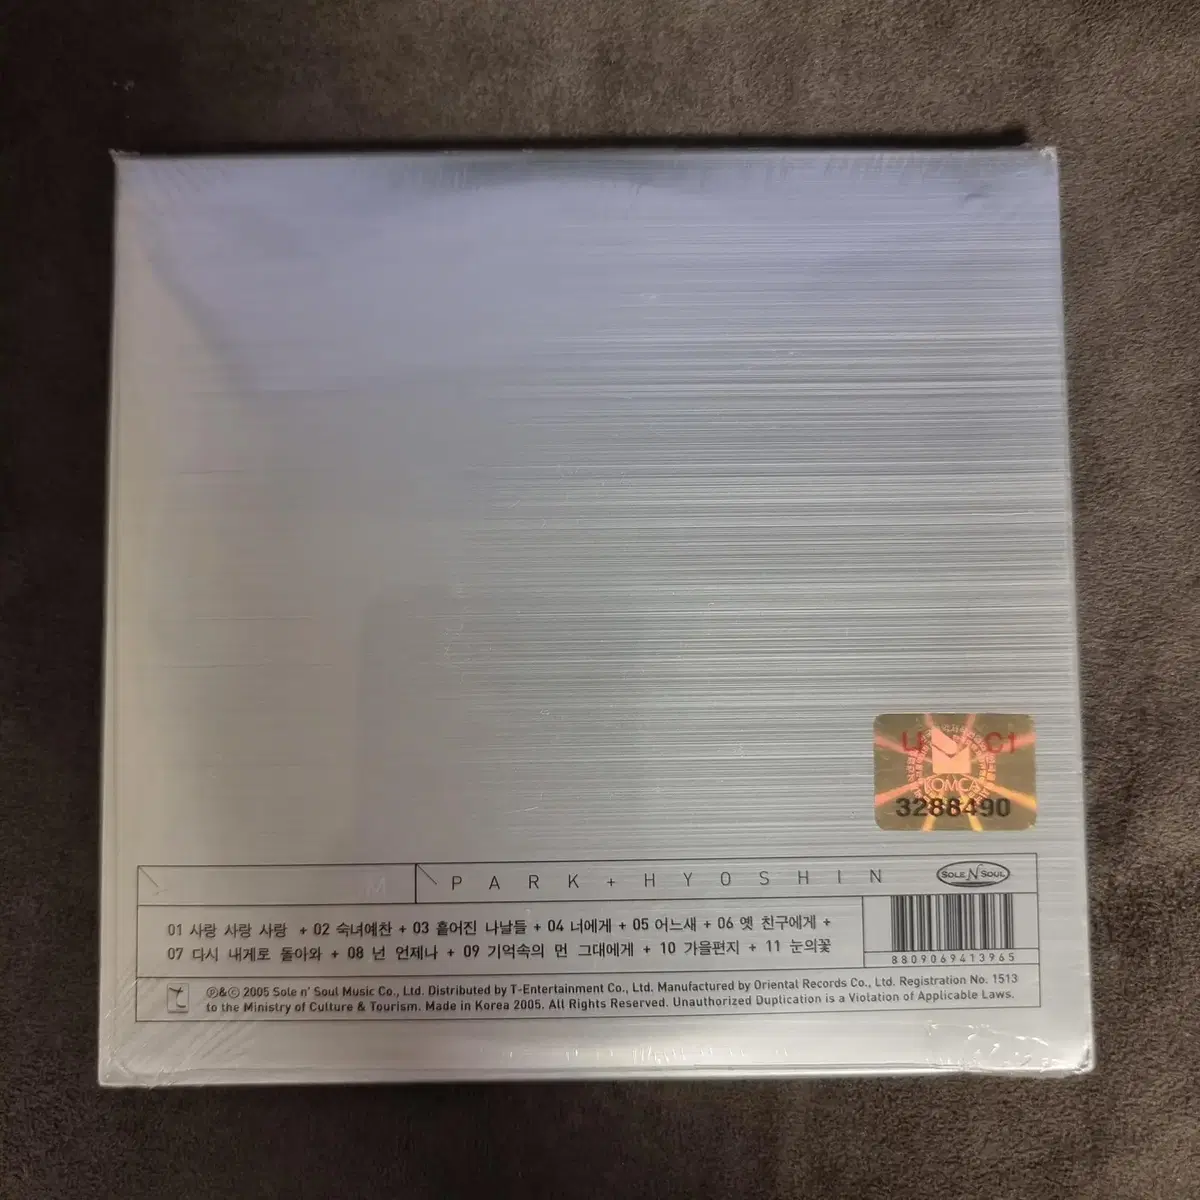 C1
KOMCA
3288490
M
PARK + HYOSHIN
SOLE N SOUL
01 사랑 사랑 사랑 + 02 숙녀예찬 + 03 흩어진 나날들 + 04 너에게 + 05 어느새 + 06 옛 친구에게 +
07 다시 내게로 돌아와 + 08 넌 언제나 + 09 기억속의 먼 그대에게 + 10 가을편지 + 11 눈의꽃
8809069413965
℗&© 2005 Sole n' Soul Music Co., Ltd. Distributed by T-Entertainment Co., Ltd. Manufactured by Oriental Records Co., Ltd. Registration No. 1513
to the Ministry of Culture & Tourism. Made in Korea 2005. All Rights Reserved. Unauthorized Duplication is a Violation of Applicable Laws.